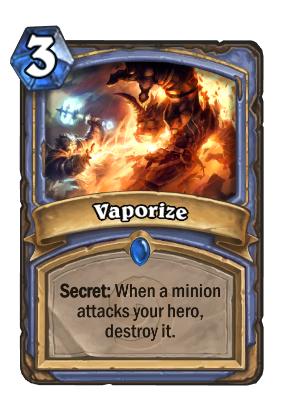 3
Vaporize
Secret: When a minion
attacks your hero,
destroy it.